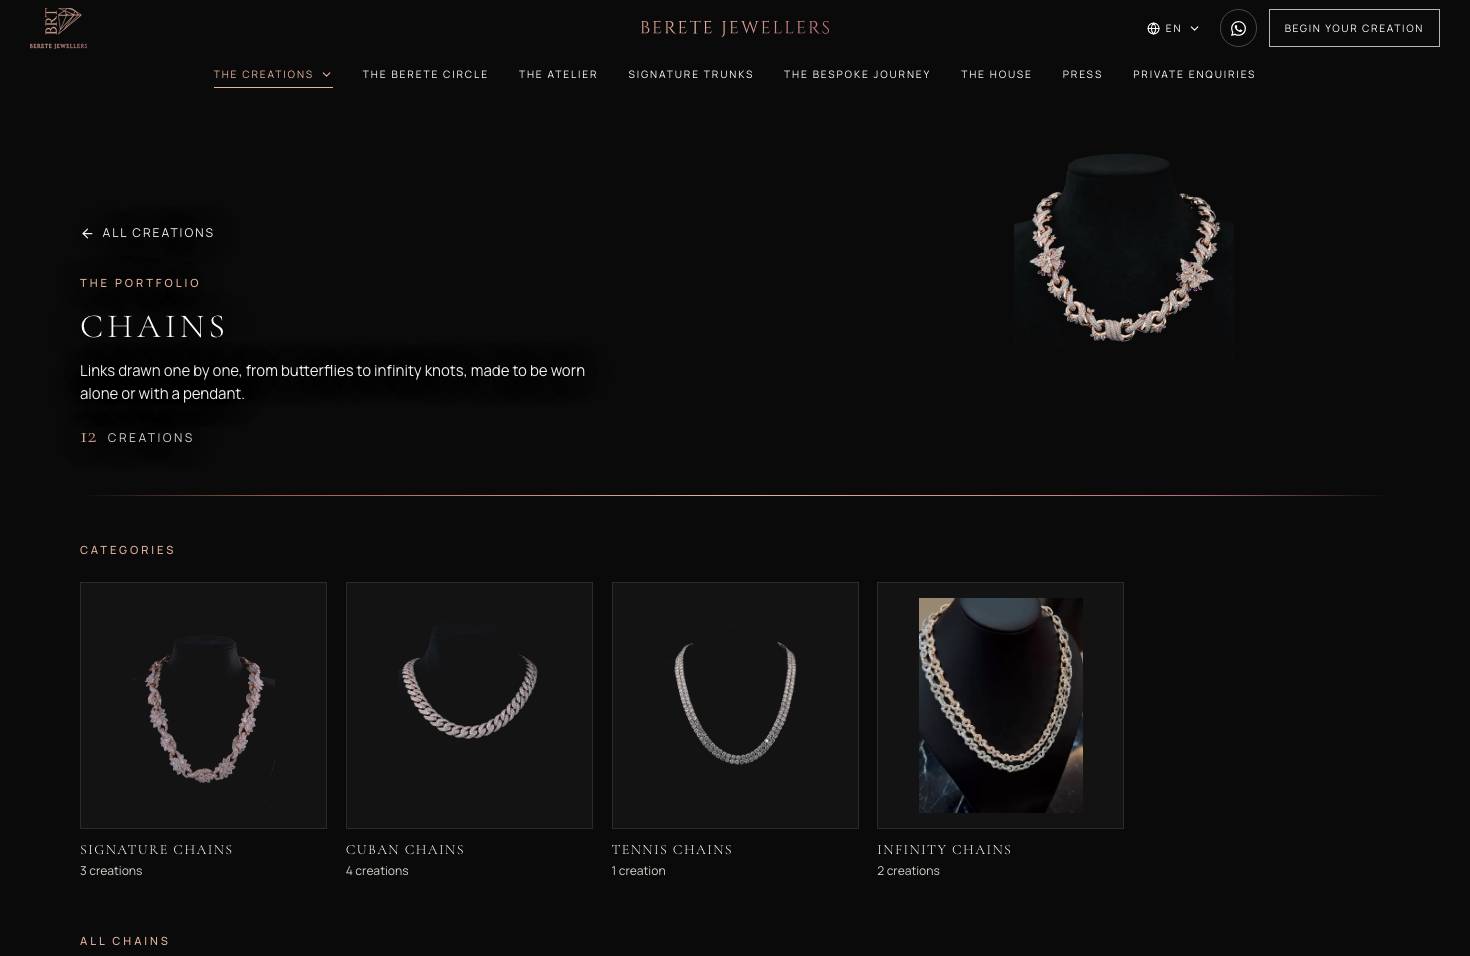 BRT
BERETE JEWELLERS
BERETE JEWELLERS
EN
BEGIN YOUR CREATION
THE CREATIONS
THE BERETE CIRCLE
THE ATELIER
SIGNATURE TRUNKS
THE BESPOKE JOURNEY
THE HOUSE
PRESS
PRIVATE ENQUIRIES
ALL CREATIONS
THE PORTFOLIO
CHAINS
Links drawn one by one, from butterflies to infinity knots, made to be worn
alone or with a pendant.
12 CREATIONS
CATEGORIES
SIGNATURE CHAINS
3 creations
CUBAN CHAINS
4 creations
TENNIS CHAINS
1 creation
INFINITY CHAINS
2 creations
ALL CHAINS